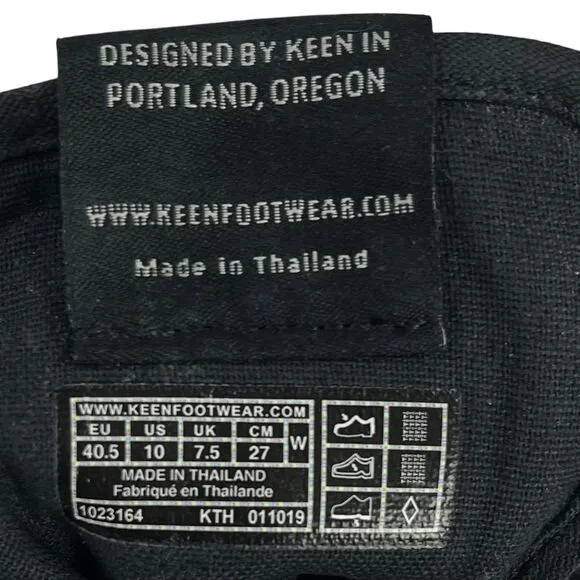 DESIGNED BY KEEN IN
PORTLAND, OREGON
WWW.KEENFOOTWEAR.COM
Made in Thailand
WWW.KEENFOOTWEAR.COM
EU US UK CM W
40.5 10 7.5 27
MADE IN THAILAND
Fabriqué en Thailande
1023164 KTH 011019